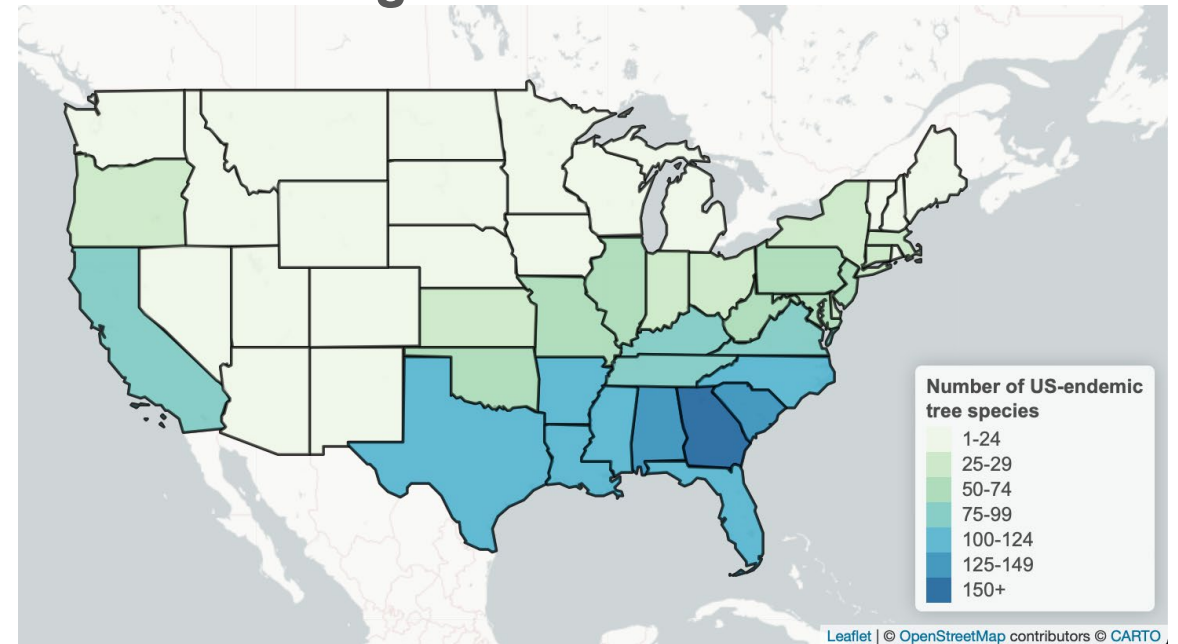 Number of US-endemic
tree species
1-24
25-29
50-74
75-99
100-124
125-149
150+
Leaflet | © OpenStreetMap contributors © CARTO